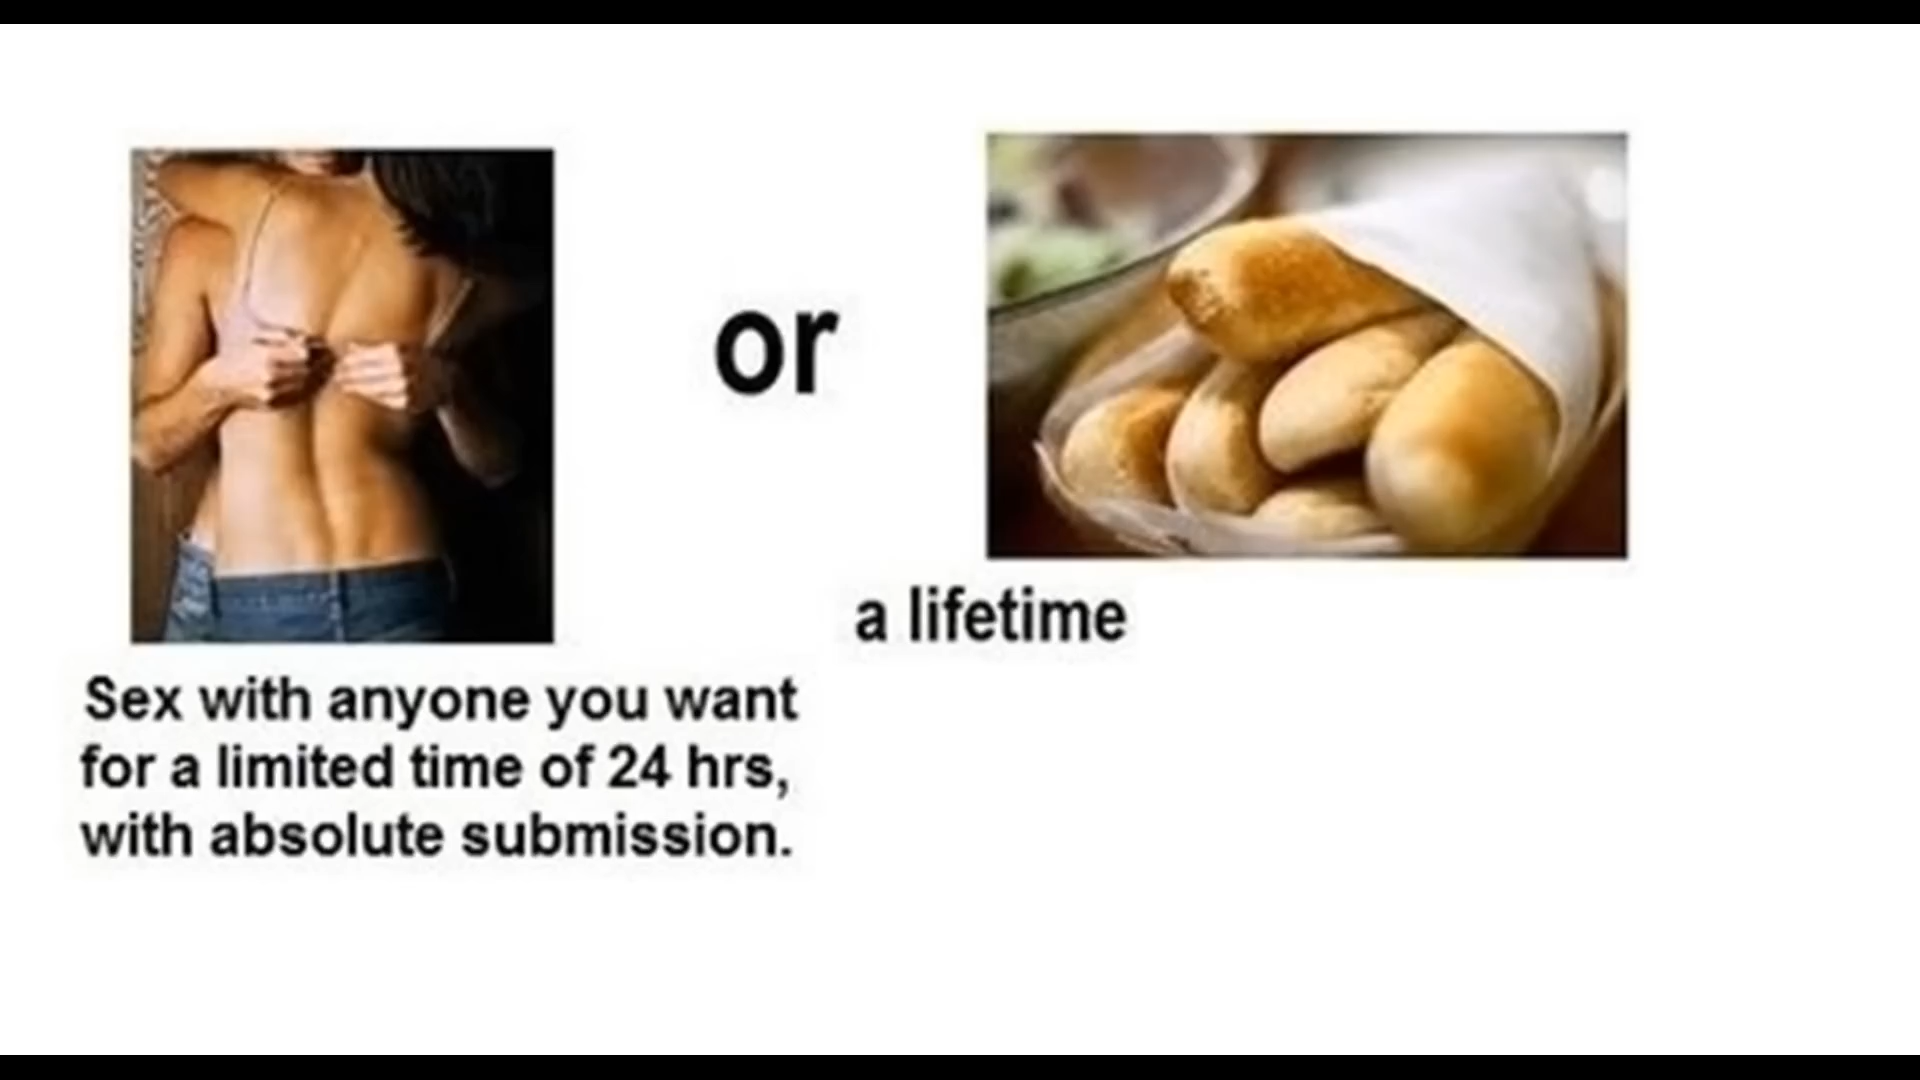 or
a lifetime
Sex with anyone you want
for a limited time of 24 hrs,
with absolute submission.